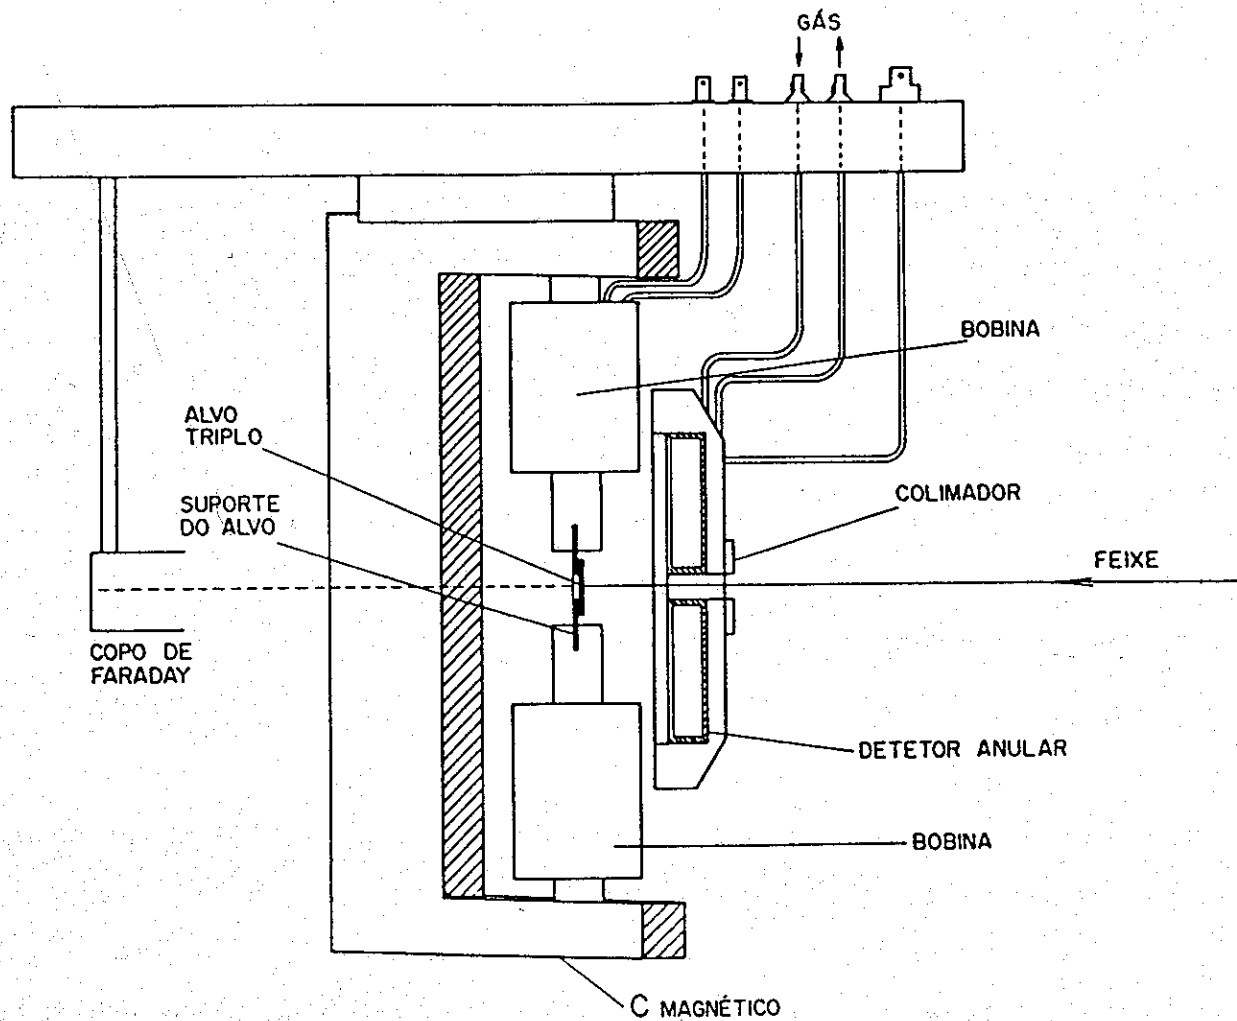 GÁS
BOBINA
ALVO
TRIPLO
SUPORTE
DO ALVO
COLIMADOR
FEIXE
COPO DE
FARADAY
DETETOR ANULAR
BOBINA
C MAGNÉTICO